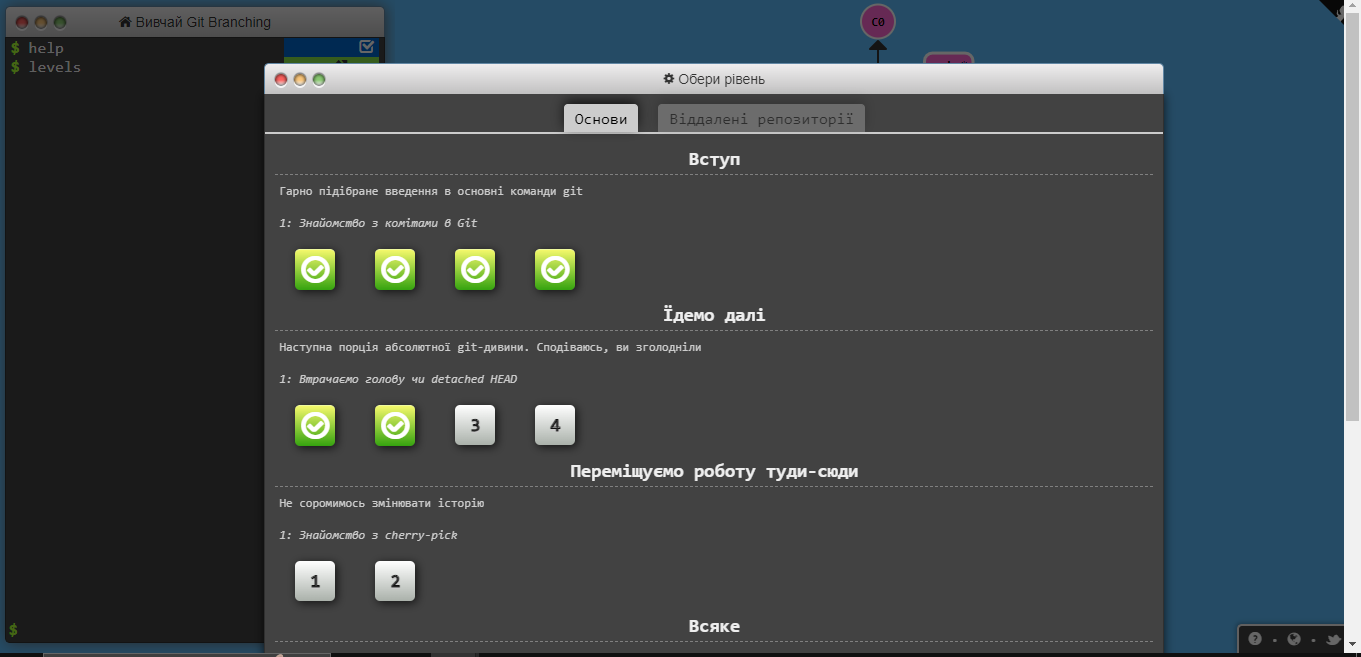 Вивчай Git Branching
$ help
$ levels
C0
Обери рівень
Основи
Віддалені репозиторії
Вступ
Гарно підібране введення в основні команди git
1: Знайомство з комітами в Git
Їдемо далі
Наступна порція абсолютної git-дивини. Сподіваюсь, ви зголодніли
1: Втрачаємо голову чи detached HEAD
3 4
Переміщуємо роботу туди-сюди
Не соромимось змінювати історію
1: Знайомство з cherry-pick
1 2
Всяке
$